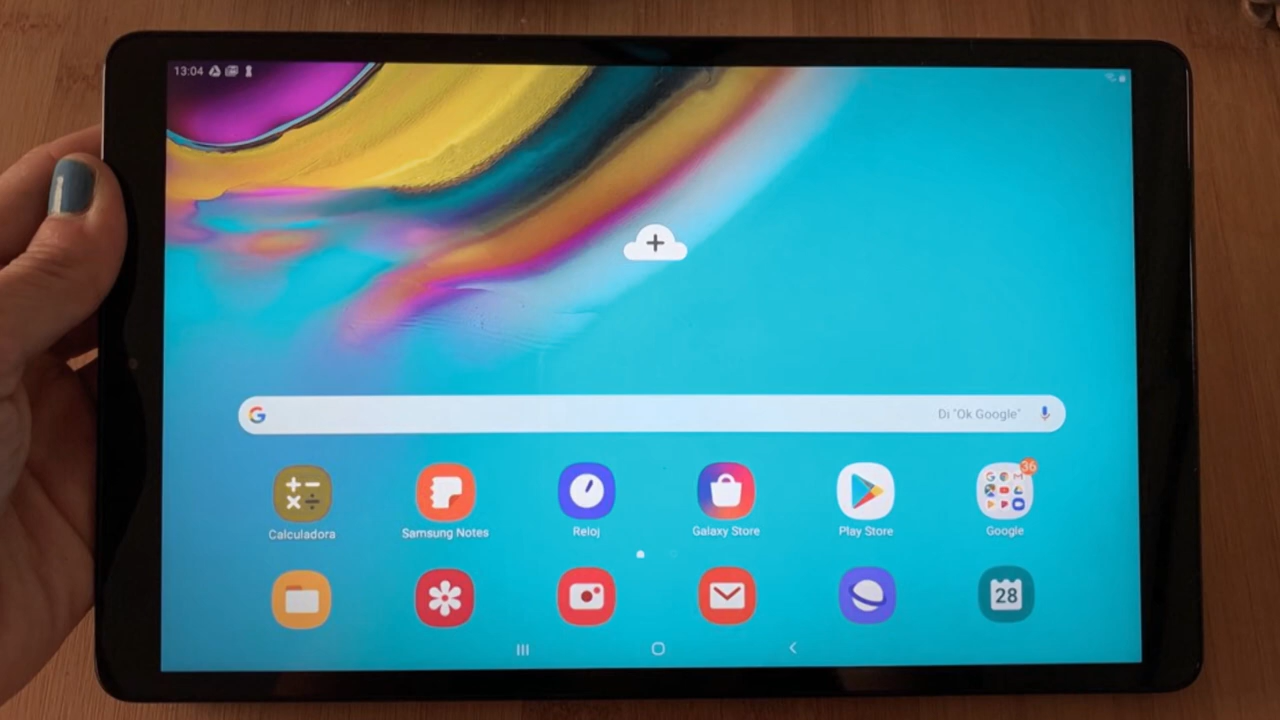 13:04
Di "Ok Google"
Calculadora
Samsung Notes
Reloj
Galaxy Store
Play Store
36
Google
28